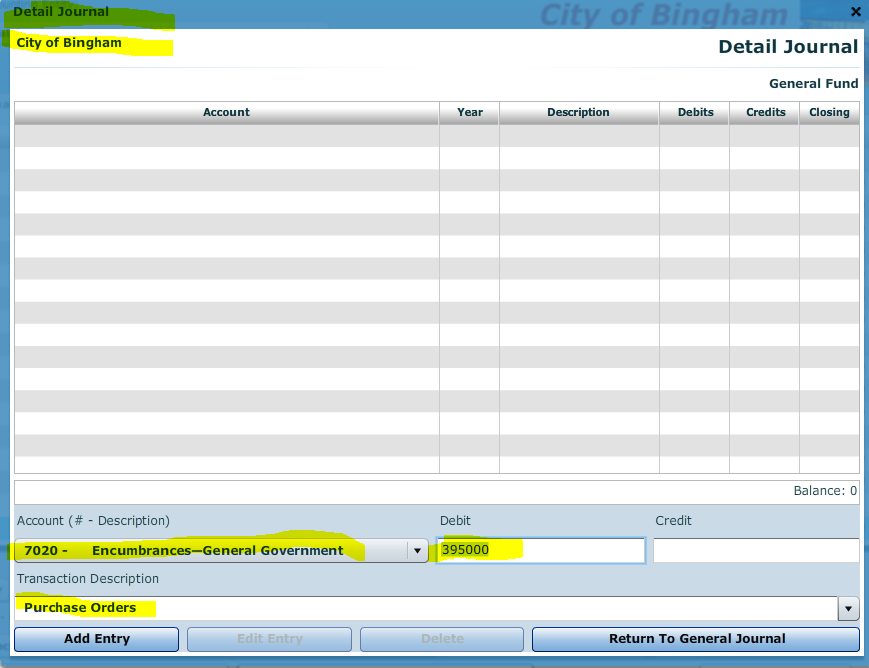 City of Bingham
Detail Journal
City of Bingham
Detail Journal
General Fund
Account Year Description Debits Credits Closing
Balance: 0
Account (# - Description) Debit Credit
7020 - Encumbrances—General Government 395000
Transaction Description
Purchase Orders
Add Entry Edit Entry Delete Return To General Journal